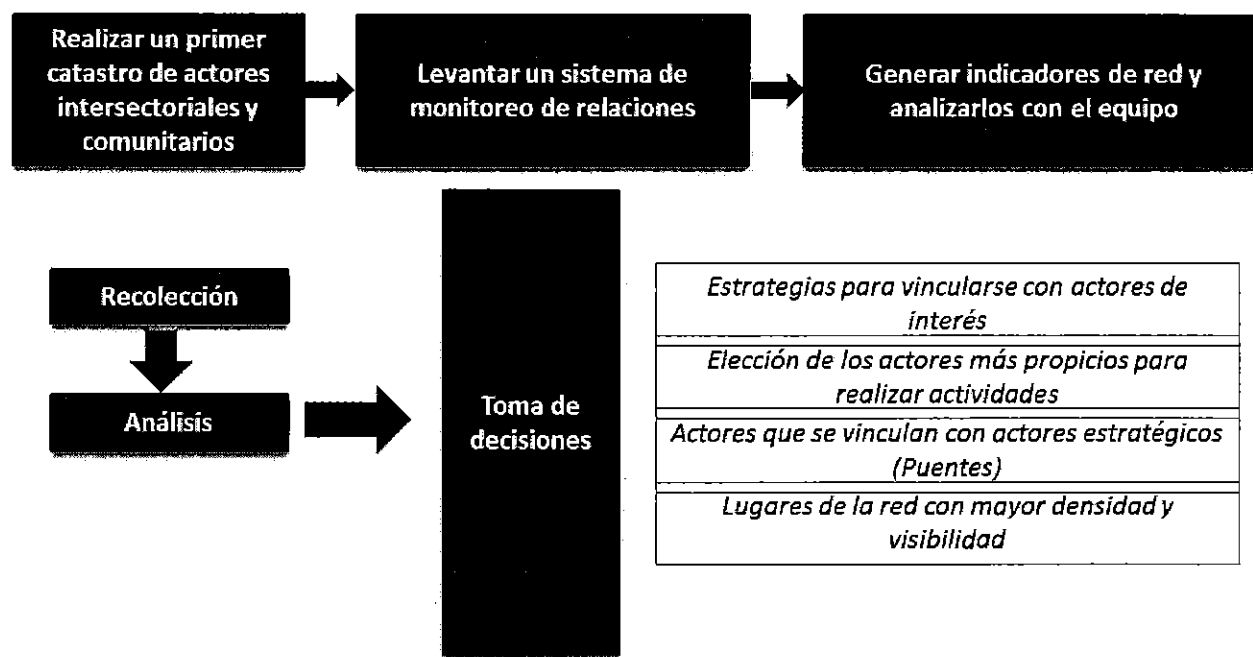 Realizar un primer
catastro de actores
intersectoriales y
comunitarios
Levantar un sistema de
monitoreo de relaciones
Generar indicadores de red y
analizarlos con el equipo
Recolección
Análisis
Toma de
decisiones
Estrategias para vincularse con actores de
interés
Elección de los actores más propicios para
realizar actividades
Actores que se vinculan con actores estratégicos
(Puentes)
Lugares de la red con mayor densidad y
visibilidad